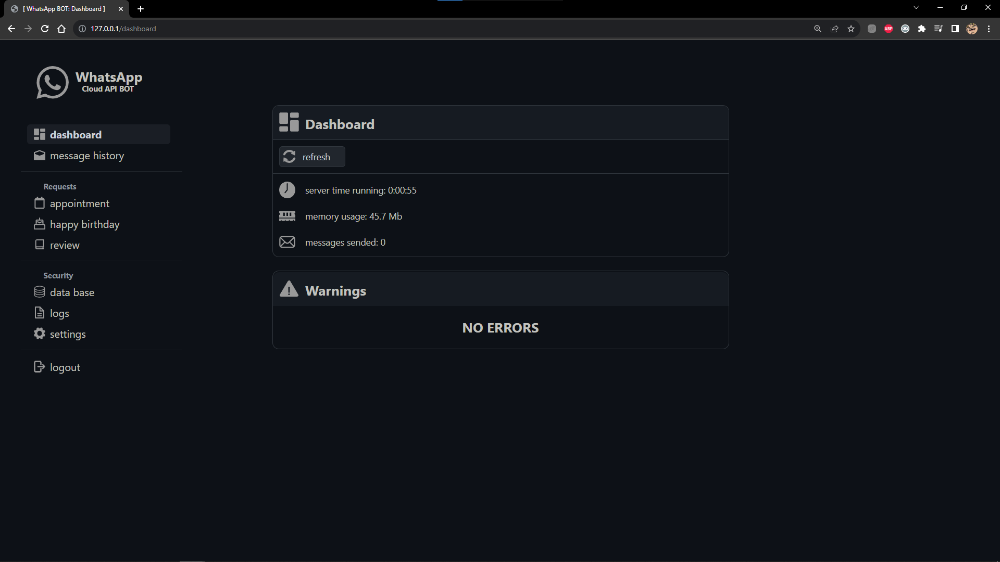 [ WhatsApp BOT: Dashboard ]
127.0.0.1/dashboard
ABP
WhatsApp
Cloud API BOT
dashboard
message history
Requests
appointment
happy birthday
review
Security
data base
logs
settings
logout
Dashboard
refresh
server time running: 0:00:55
memory usage: 45.7 Mb
messages sended: 0
Warnings
NO ERRORS